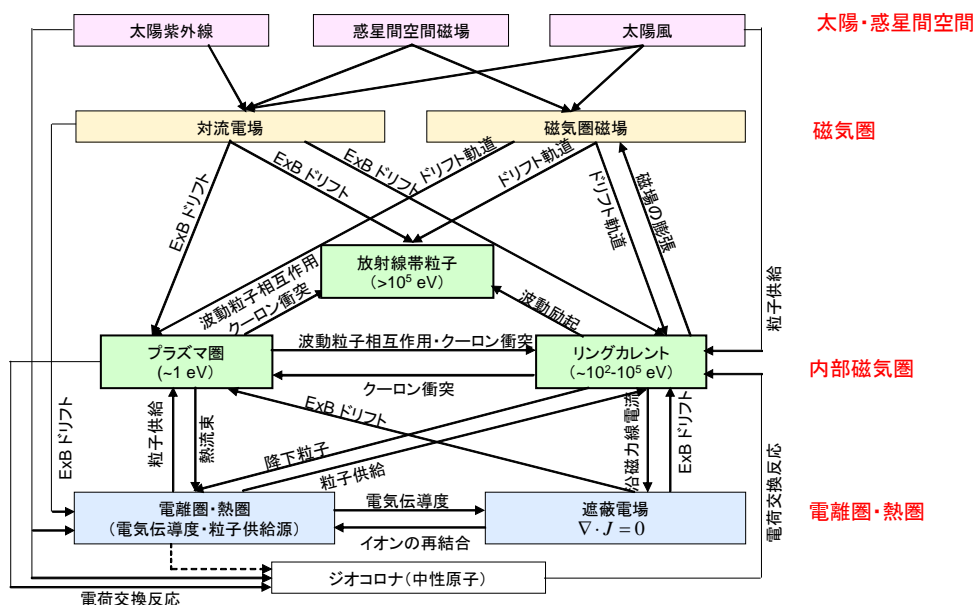 太陽紫外線
惑星間空間磁場
太陽風
太陽・惑星間空間
対流電場
磁気圏磁場
磁気圏
ExB ドリフト
ExB ドリフト
ExB ドリフト
ドリフト軌道
ドリフト軌道
ドリフト軌道
磁場の膨張
放射線帯粒子
(>10⁵ eV)
波動粒子相互作用
クーロン衝突
波動励起
粒子供給
プラズマ圏
(~1 eV)
波動粒子相互作用・クーロン衝突
クーロン衝突
リングカレント
(~10²-10⁵ eV)
内部磁気圏
ExB ドリフト
粒子供給
熱流束
ExB ドリフト
降下粒子
粒子供給
沿磁力線電流
ExB ドリフト
電荷交換反応
電離圏・熱圏
(電気伝導度・粒子供給源)
電気伝導度
イオンの再結合
遮蔽電場
∇·J=0
電離圏・熱圏
ジオコロナ(中性原子)
電荷交換反応